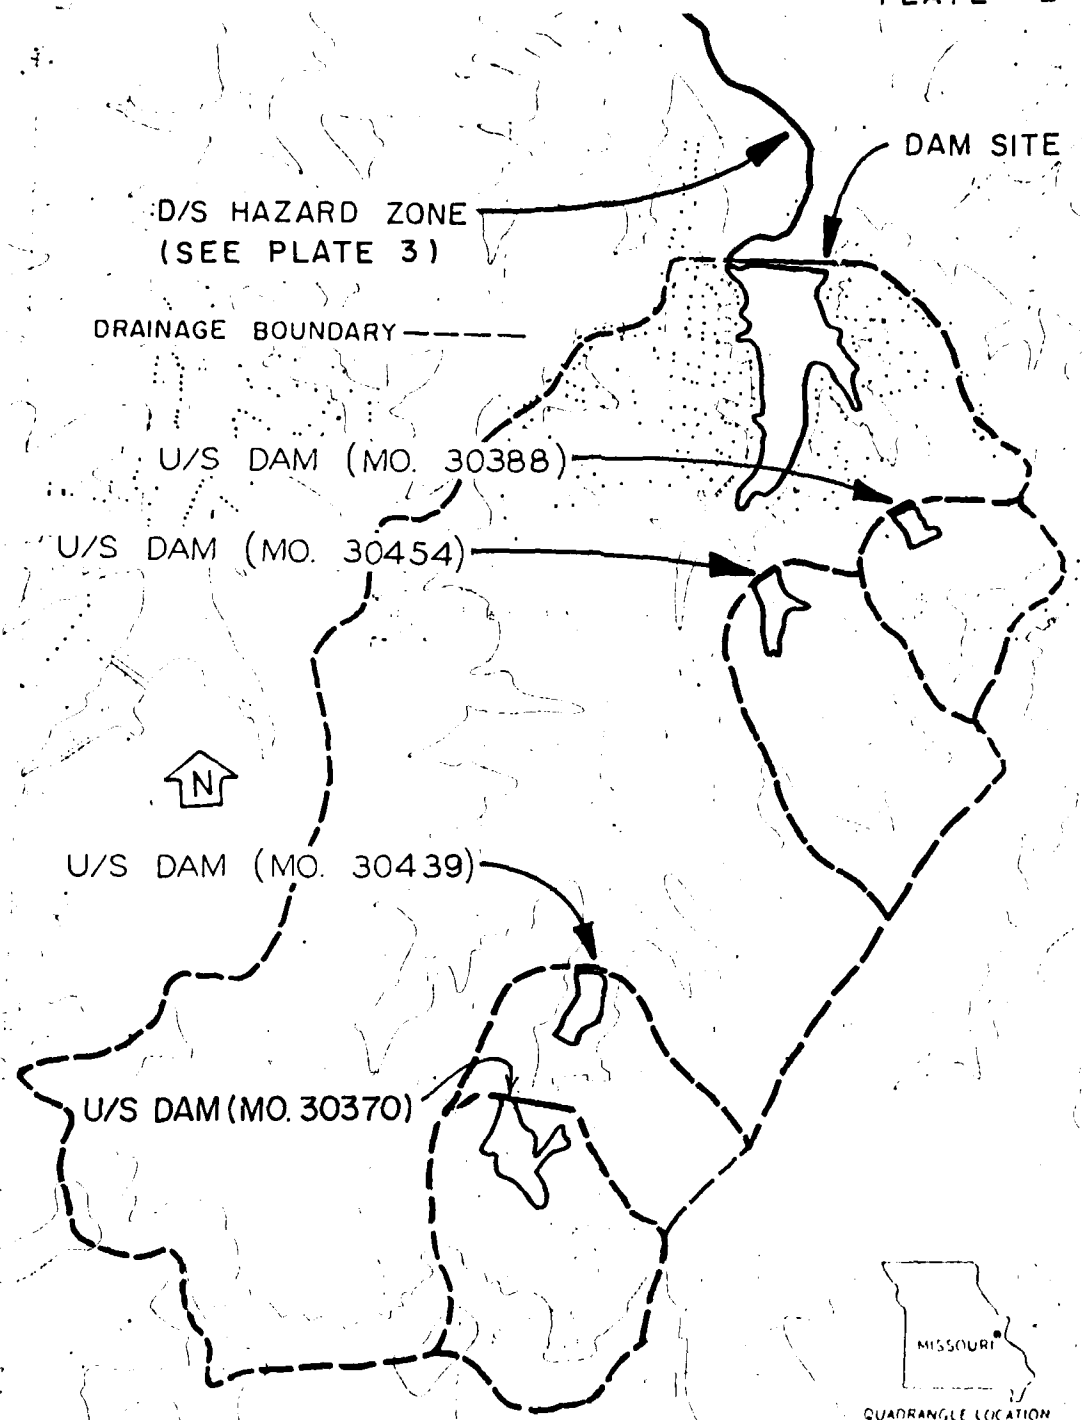 PLATE
DAM SITE
D/S HAZARD ZONE
(SEE PLATE 3)
DRAINAGE BOUNDARY
U/S DAM (MO. 30388)
U/S DAM (MO. 30454)
N
U/S DAM (MO. 30439)
U/S DAM (MO. 30370)
MISSOURI
QUADRANGLE LOCATION